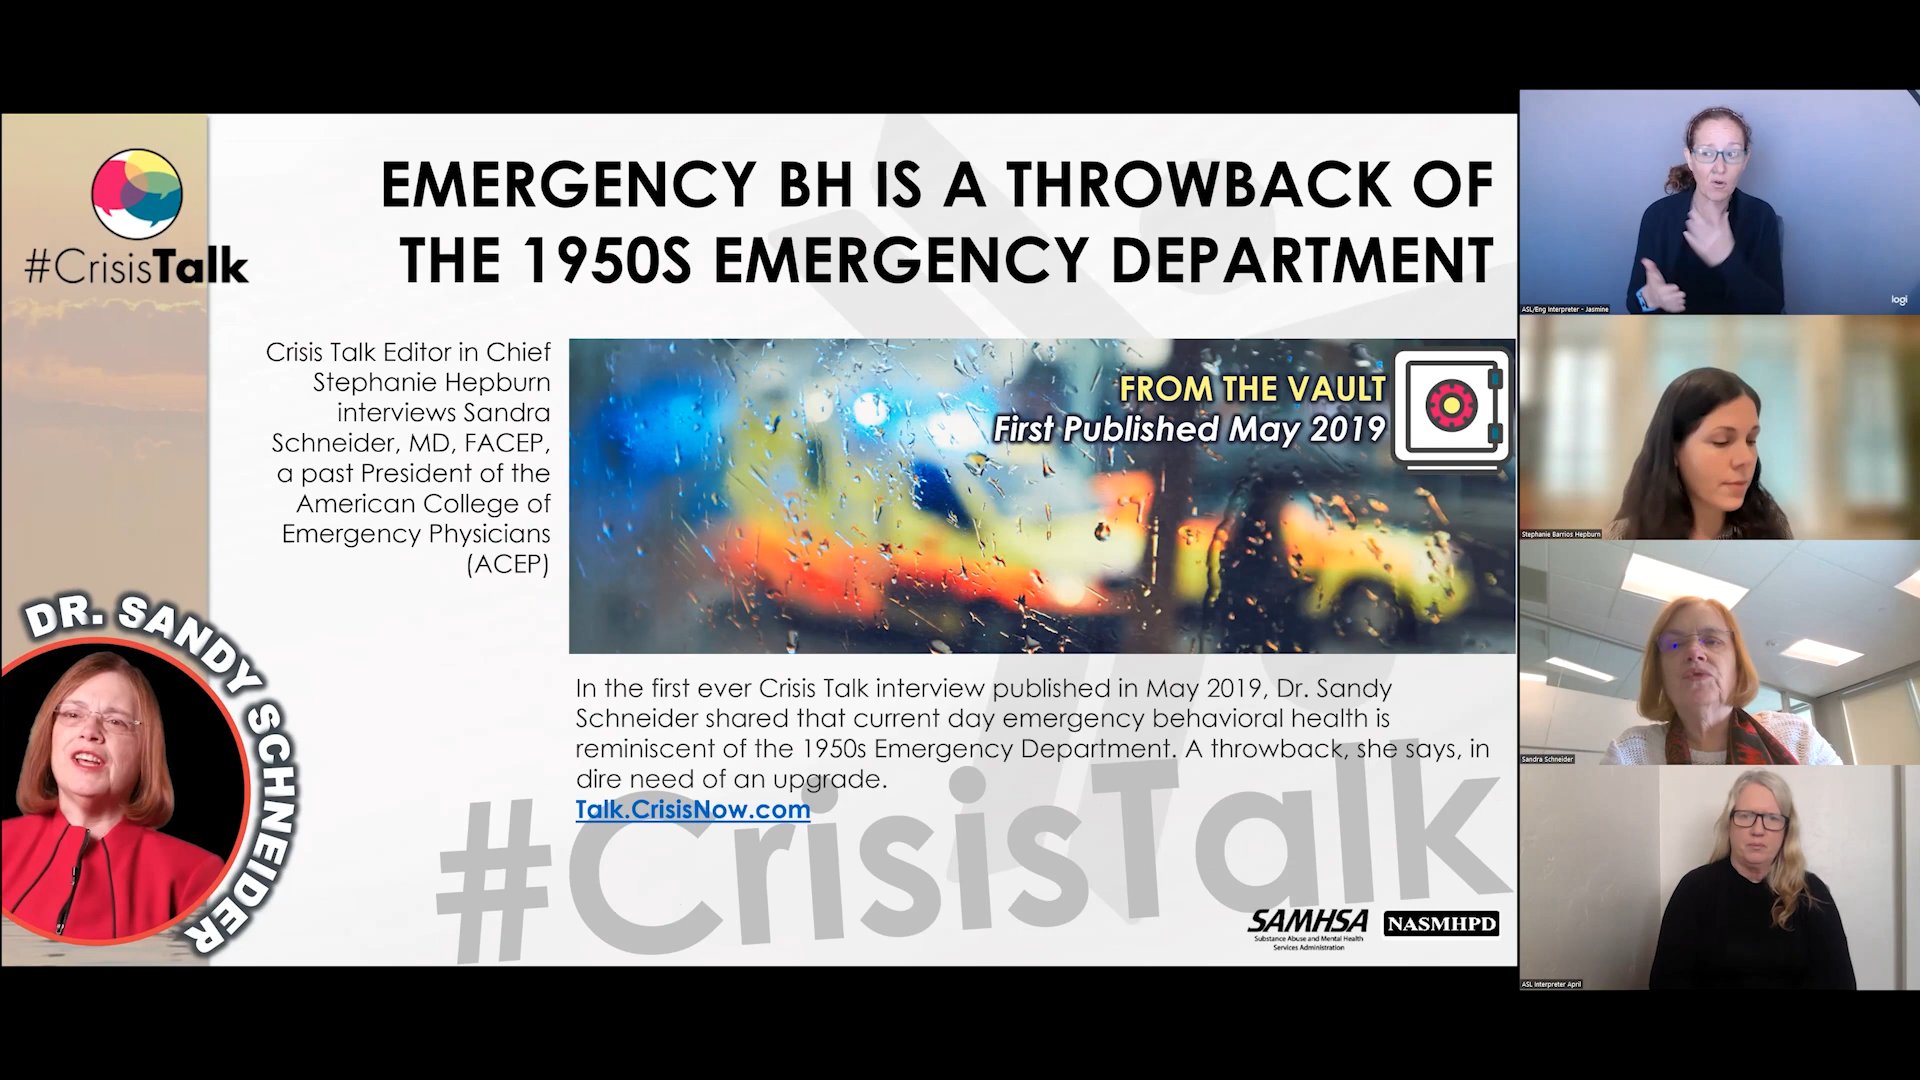 #CrisisTalk
EMERGENCY BH IS A THROWBACK OF
THE 1950S EMERGENCY DEPARTMENT
Crisis Talk Editor in Chief
Stephanie Hepburn
interviews Sandra
Schneider, MD, FACEP,
a past President of the
American College of
Emergency Physicians
(ACEP)
FROM THE VAULT
First Published May 2019
DR. SANDY SCHNEIDER
In the first ever Crisis Talk interview published in May 2019, Dr. Sandy
Schneider shared that current day emergency behavioral health is
reminiscent of the 1950s Emergency Department. A throwback, she says, in
dire need of an upgrade.
Talk.CrisisNow.com
#CrisisTalk
SAMHSA
Substance Abuse and Mental Health
Services Administration
NASMHPD
logi
ASL/Eng Interpreter - Jasmine
Stephanie Barrios Hepburn
Sandra Schneider
ASL Interpreter April